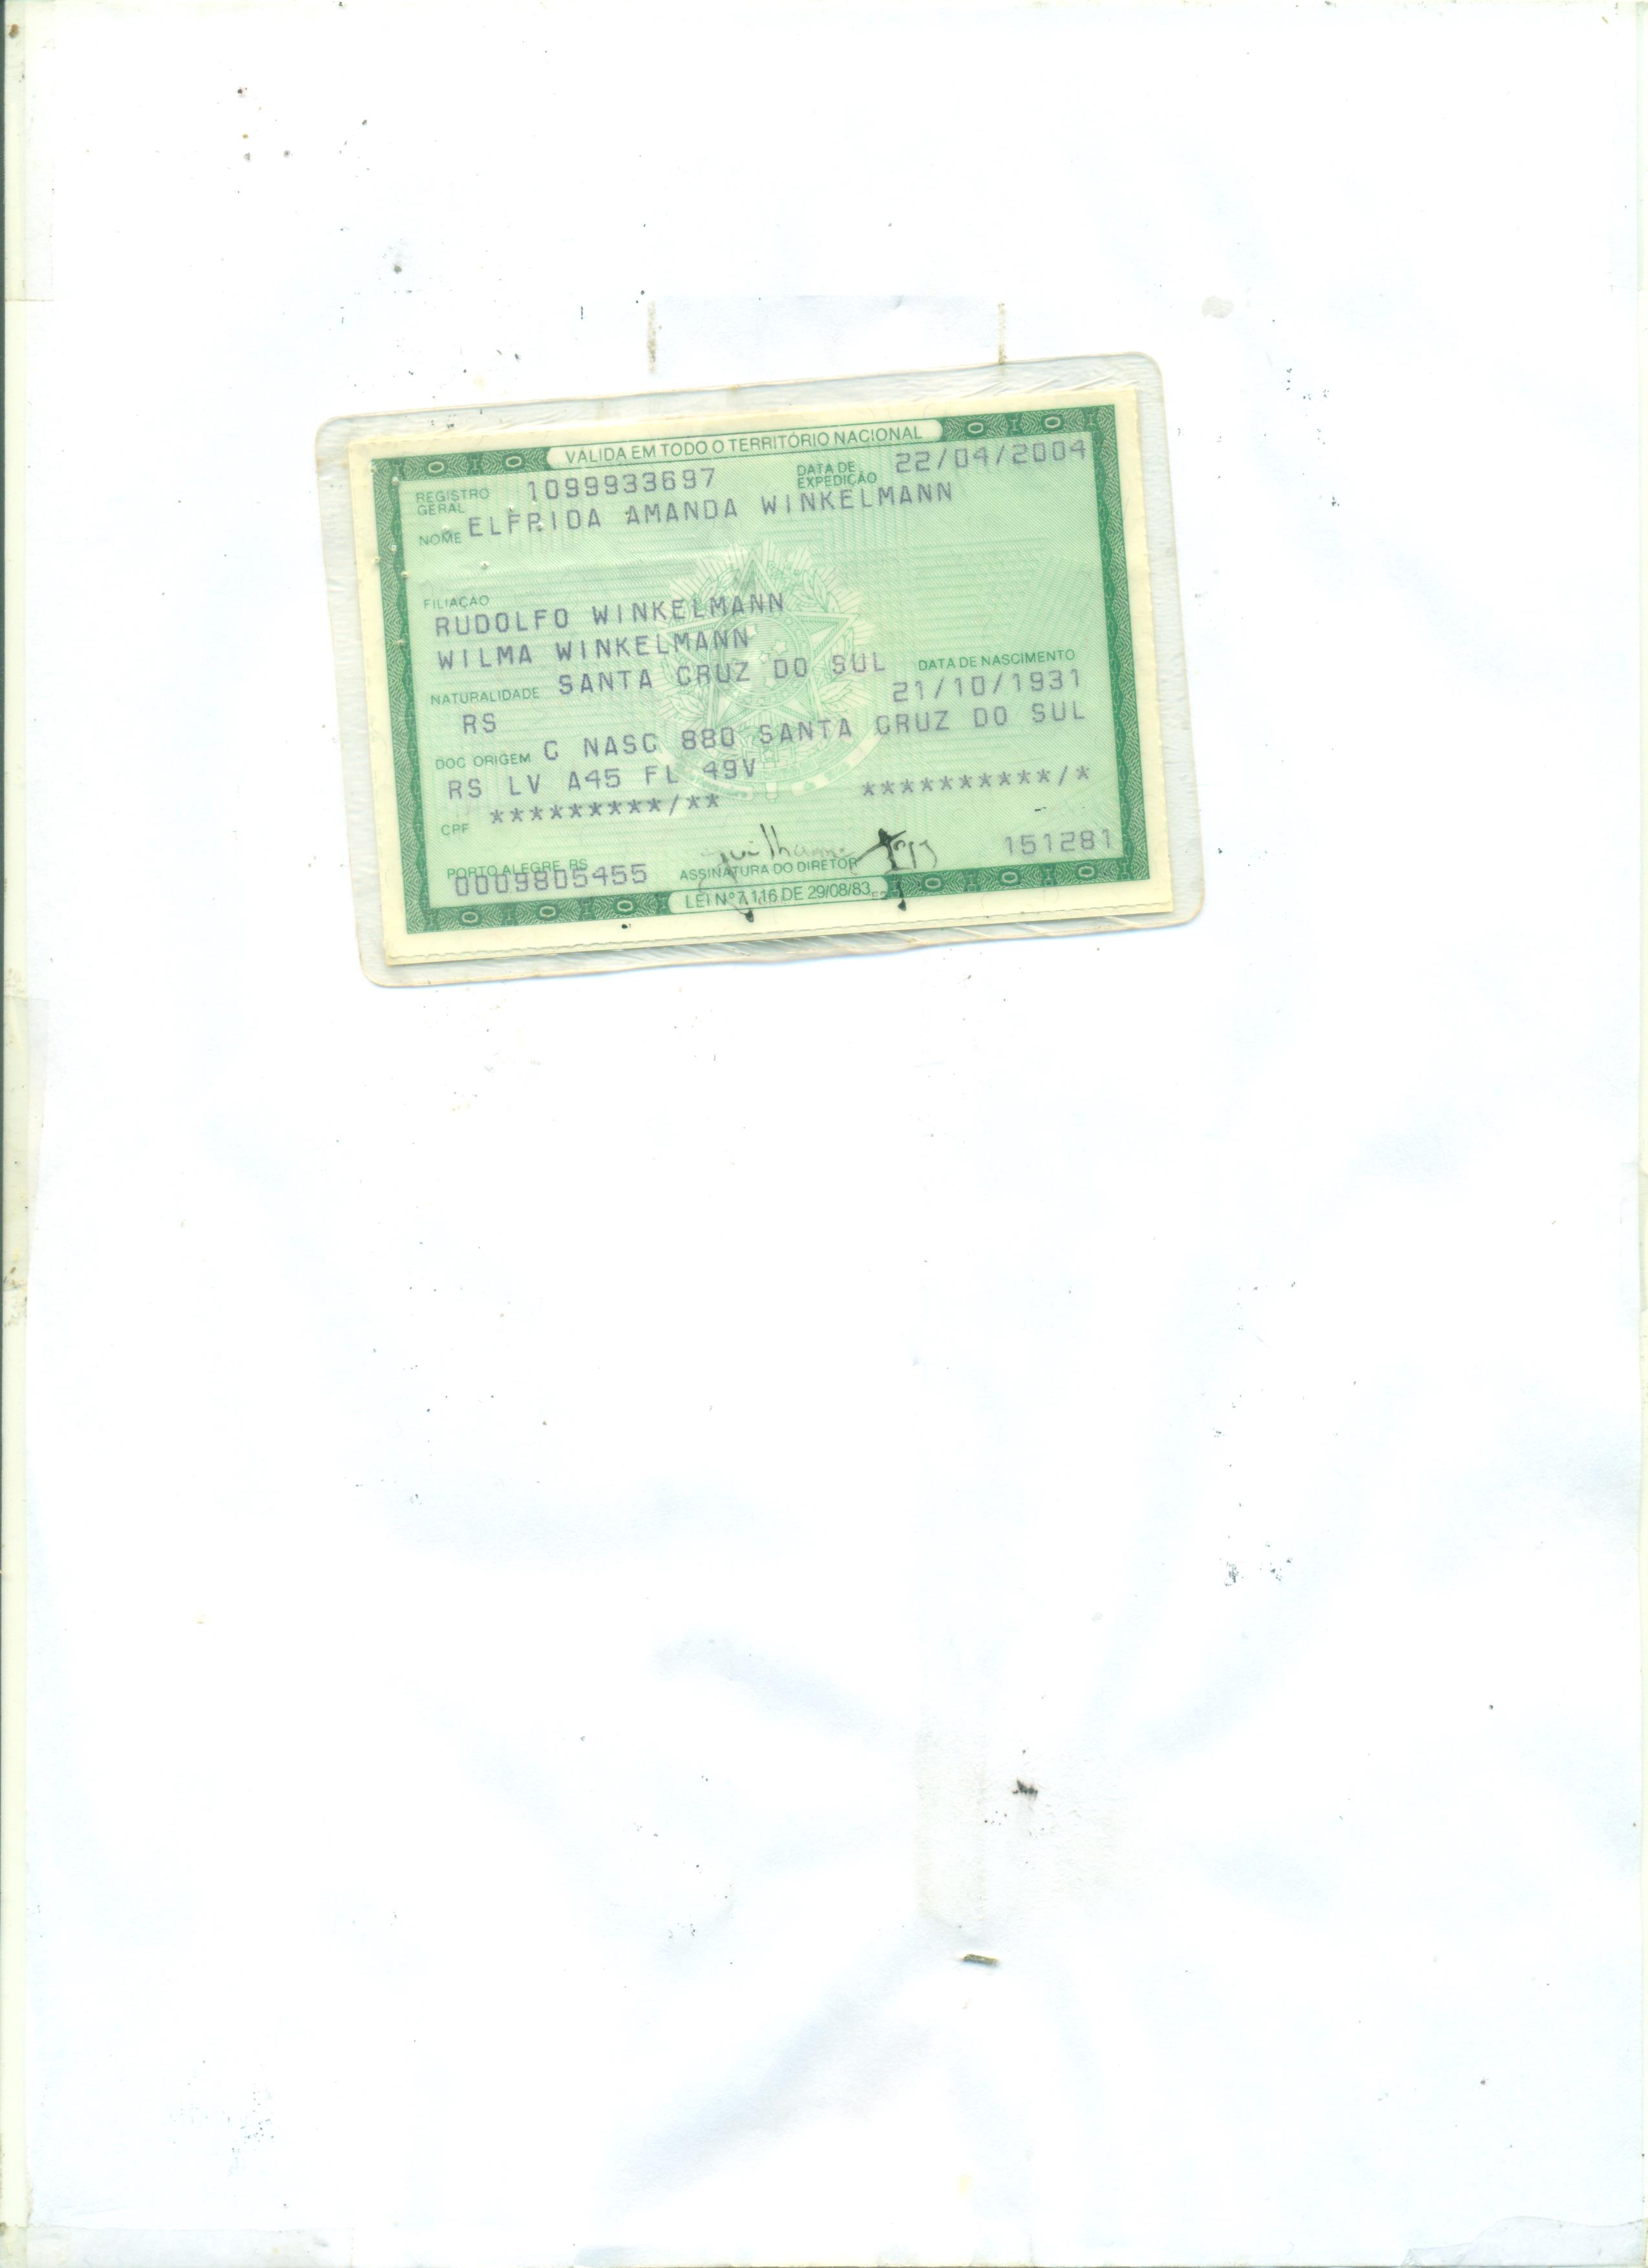 VÁLIDA EM TODO O TERRITÓRIO NACIONAL
REGISTRO GERAL 1099933697 DATA DE EXPEDIÇÃO 22/04/2004
NOME ELFRIDA AMANDA WINKELMANN
FILIAÇÃO
RUDOLFO WINKELMANN
WILMA WINKELMANN
NATURALIDADE SANTA CRUZ DO SUL DATA DE NASCIMENTO
RS 21/10/1931
DOC ORIGEM C NASC 880 SANTA CRUZ DO SUL
RS LV A45 FL 49V
CPF *********/** **********/*
PORTO ALEGRE, RS
0009805455 ASSINATURA DO DIRETOR 151281
LEI Nº 7.116 DE 29/08/83